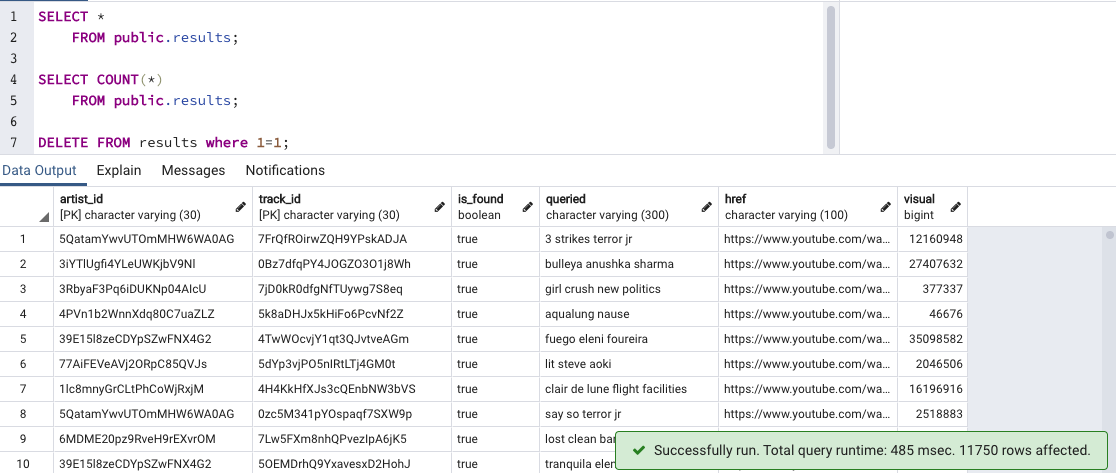 1 SELECT *
2 FROM public.results;
3
4 SELECT COUNT(*)
5 FROM public.results;
6
7 DELETE FROM results where 1=1;
Data Output Explain Messages Notifications
artist_id track_id is_found queried href visual
[PK] character varying (30) [PK] character varying (30) boolean character varying (300) character varying (100) bigint
1 5QatamYwvUTOmMHW6WA0AG 7FrQfROirwZQH9YPskADJA true 3 strikes terror jr https://www.youtube.com/wa... 12160948
2 3iYTlUgfi4YLeUWKjbV9Nl 0Bz7dfqPY4JOGZO3O1j8Wh true bulleya anushka sharma https://www.youtube.com/wa... 27407632
3 3RbyaF3Pq6iDUKNp04AIcU 7jD0kR0dfgNfTUywg7S8eq true girl crush new politics https://www.youtube.com/wa... 377337
4 4PVn1b2WnnXdq80C7uaZLZ 5k8aDHJx5kHiFo6PcvNf2Z true aqualung nause https://www.youtube.com/wa... 46676
5 39E15l8zeCDYpSZwFNX4G2 4TwWOcvjY1qt3QJvtveAGm true fuego eleni foureira https://www.youtube.com/wa... 35098582
6 77AiFEVeAVj2ORpC85QVJs 5dYp3vjPO5nIRtLTj4GM0t true lit steve aoki https://www.youtube.com/wa... 2046506
7 1lc8mnyGrCLtPhCoWjRxjM 4H4KkHfXJs3cQEnbNW3bVS true clair de lune flight facilities https://www.youtube.com/wa... 16196916
8 5QatamYwvUTOmMHW6WA0AG 0zc5M341pYOspaqf7SXW9p true say so terror jr https://www.youtube.com/wa... 2518883
9 6MDME20pz9RveH9rEXvrOM 7Lw5FXm8nhQPvezIpA6jK5 true lost clean ban
10 39E15l8zeCDYpSZwFNX4G2 5OEMDrhQ9YxavesxD2HohJ true tranquila elen
Successfully run. Total query runtime: 485 msec. 11750 rows affected.